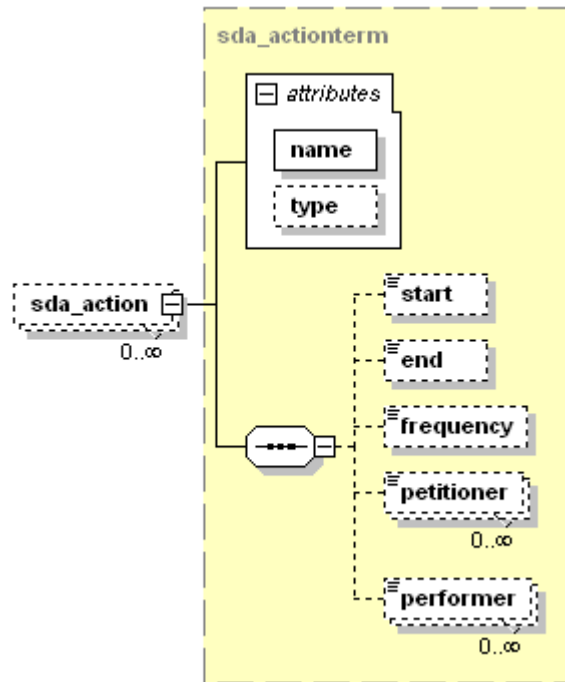 sda_actionterm
attributes
name
type
sda_action
0..∞
start
end
frequency
petitioner
0..∞
performer
0..∞